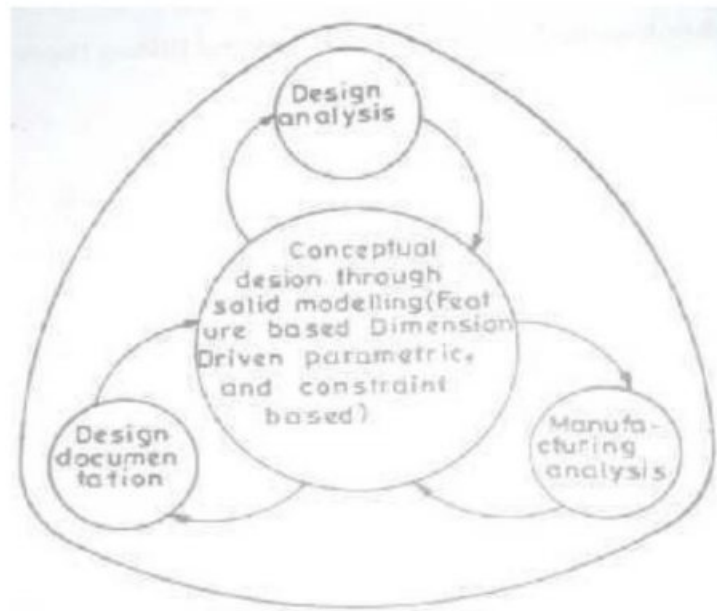 Design
analysis
Conceptual
desion through
solid modelling(Feat
ure based Dimension
Driven parametric,
and constraint
based)
Design
documen
tation
Manufa-
cturing
analysis